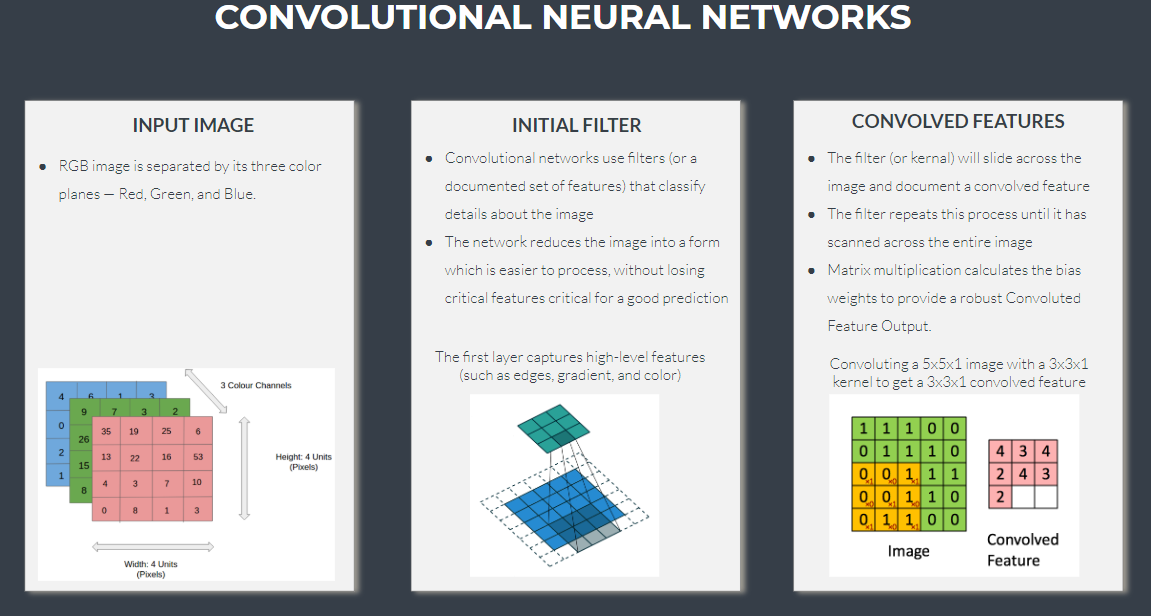 CONVOLUTIONAL NEURAL NETWORKS
INPUT IMAGE
● RGB image is separated by its three color
planes — Red, Green, and Blue.
4 6 1 3
0
2
1
9 7 3 2
26
15
8
35 19 25 6
13 22 16 53
4 3 7 10
0 8 1 3
3 Colour Channels
Height: 4 Units
(Pixels)
Width: 4 Units
(Pixels)
INITIAL FILTER
● Convolutional networks use filters (or a
documented set of features) that classify
details about the image
● The network reduces the image into a form
which is easier to process, without losing
critical features critical for a good prediction
The first layer captures high-level features
(such as edges, gradient, and color)
CONVOLVED FEATURES
● The filter (or kernel) will slide across the
image and document a convolved feature
● The filter repeats this process until it has
scanned across the entire image
● Matrix multiplication calculates the bias
weights to provide a robust Convoluted
Feature Output.
Convoluting a 5x5x1 image with a 3x3x1
kernel to get a 3x3x1 convolved feature
1 1 1 0 0
0 1 1 1 0
0 0 1 1 1
×1 ×0 ×1
0 0 1 1 0
×0 ×1 ×0
0 1 1 0 0
×1 ×0 ×1
Image
4 3 4
2 4 3
2
Convolved
Feature